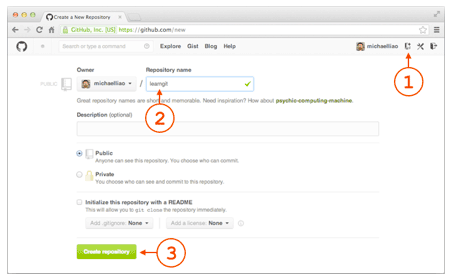 Create a New Repository
GitHub, Inc. [US] https://github.com/new
Search or type a command
Explore Gist Blog Help
michaelliao
1
Owner
Repository name
PUBLIC
michaelliao / learngit
Great repository names are short and memorable. Need inspiration? How about psychic-computing-machine.
2
Description (optional)
Public
Anyone can see this repository. You choose who can commit.
Private
You choose who can see and commit to this repository.
Initialize this repository with a README
This will allow you to git clone the repository immediately.
Add .gitignore: None
Add a license: None
Create repository
3